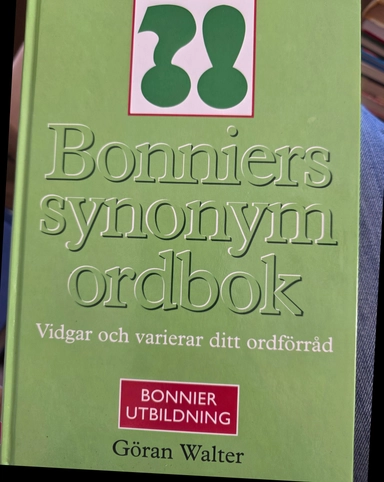 ?!
Bonniers
synonym
ordbok
Vidgar och varierar ditt ordförråd
BONNIER
UTBILDNING
Göran Walter